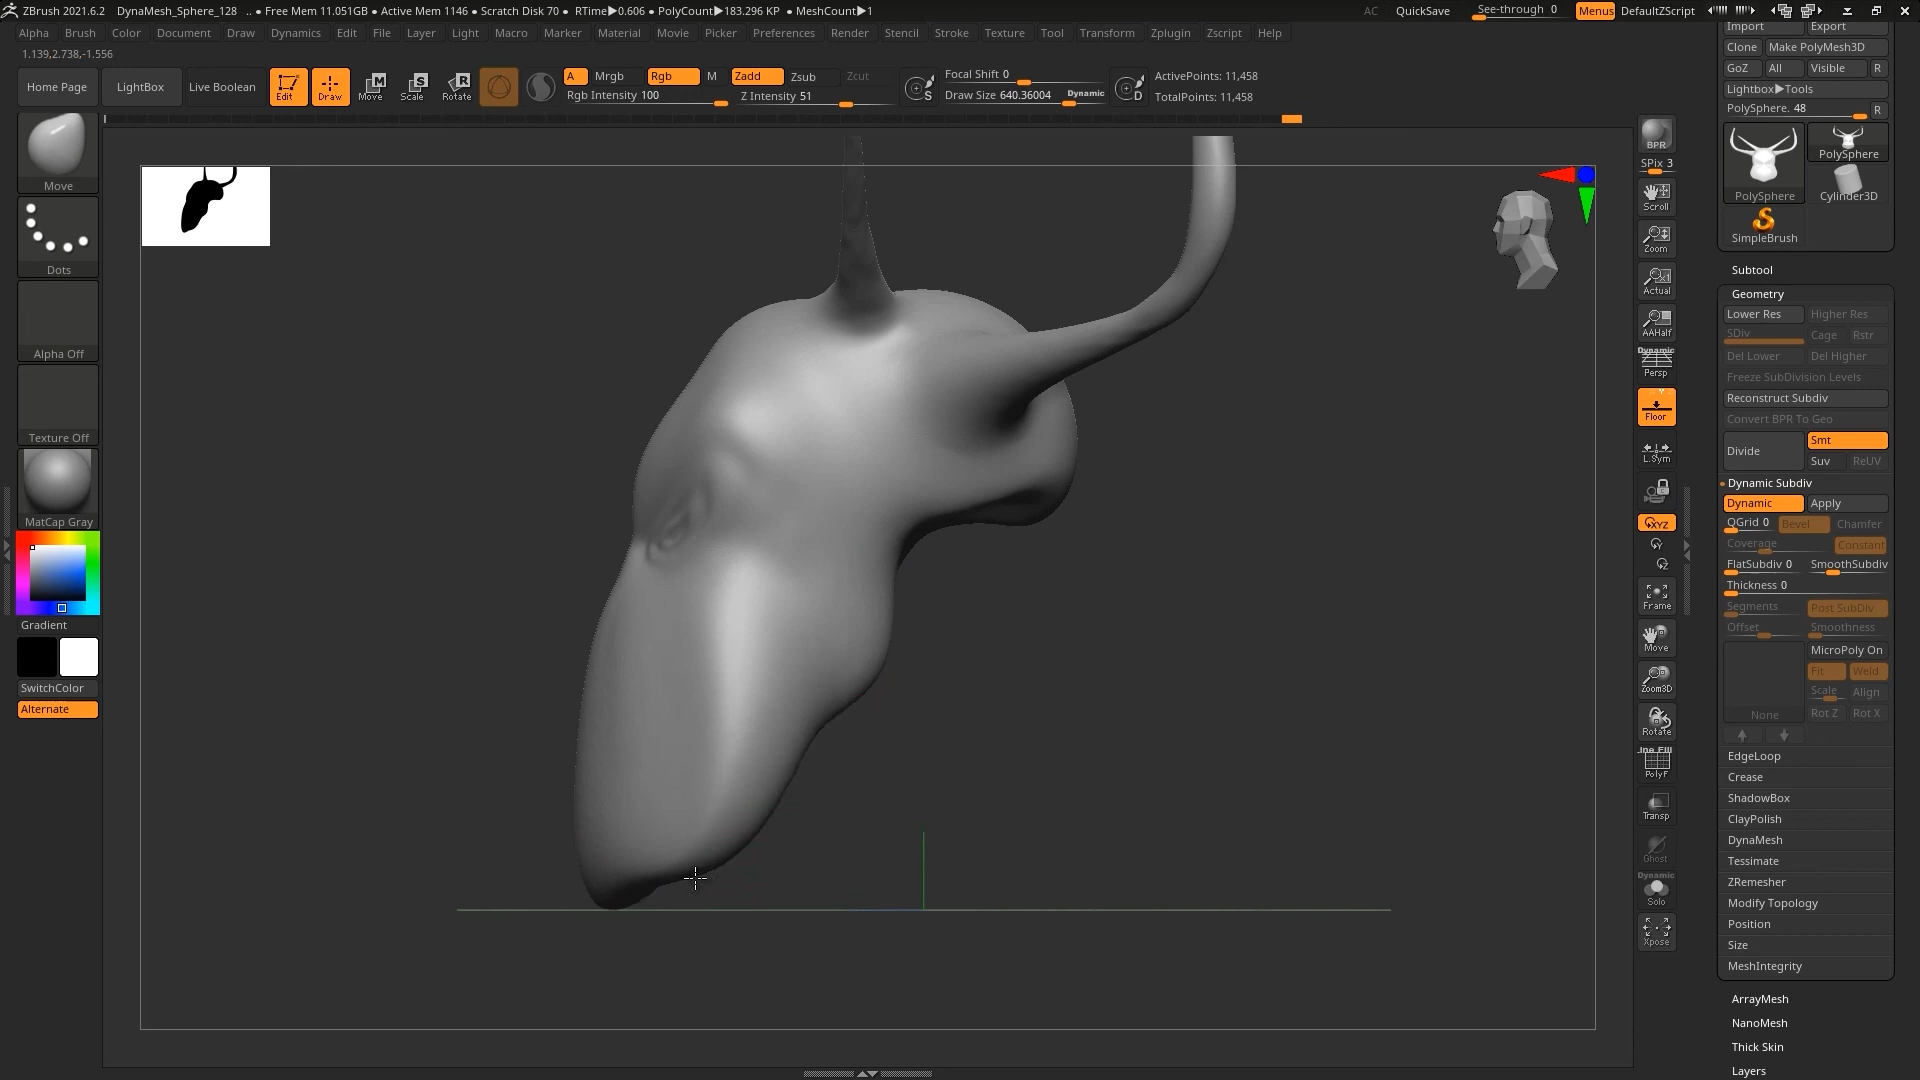 ZBrush 2021.6.2 DynaMesh_Sphere_128 .. • Free Mem 11.051GB • Active Mem 1146 • Scratch Disk 70 • RTime▶0.606 • PolyCount▶183.296 KP • MeshCount▶1 AC QuickSave See-through 0 Menus DefaultZScript
Alpha Brush Color Document Draw Dynamics Edit File Layer Light Macro Marker Material Movie Picker Preferences Render Stencil Stroke Texture Tool Transform Zplugin Zscript Help
1.139,2.738,-1.556
Home Page LightBox Live Boolean Edit Draw Move Scale Rotate
A Mrgb Rgb M Zadd Zsub Zcut
Rgb Intensity 100 Z Intensity 51
S Focal Shift 0
Draw Size 640.36004 Dynamic D
ActivePoints: 11,458
TotalPoints: 11,458
Move
Dots
Alpha Off
Texture Off
MatCap Gray
Gradient
SwitchColor
Alternate
BPR
SPix 3
Scroll
Zoom
Actual
AAHalf
Dynamic
Persp
Floor
L.Sym
XYZ
Y
Z
Frame
Move
Zoom3D
Rotate
Line Fill
PolyF
Transp
Ghost
Dynamic
Solo
Xpose
Import Export
Clone Make PolyMesh3D
GoZ All Visible R
Lightbox▶Tools
PolySphere. 48 R
PolySphere PolySphere
Cylinder3D
SimpleBrush
Subtool
Geometry
Lower Res Higher Res
SDiv Cage Rstr
Del Lower Del Higher
Freeze SubDivision Levels
Reconstruct Subdiv
Convert BPR To Geo
Divide Smt
Suv ReUV
Dynamic Subdiv
Dynamic Apply
QGrid 0 Bevel Chamfer
Coverage Constant
FlatSubdiv 0 SmoothSubdiv
Thickness 0
Segments Post SubDiv
Offset Smoothness
MicroPoly On
Fit Weld
Scale Align
None Rot Z Rot X
EdgeLoop
Crease
ShadowBox
ClayPolish
DynaMesh
Tessimate
ZRemesher
Modify Topology
Position
Size
MeshIntegrity
ArrayMesh
NanoMesh
Thick Skin
Layers